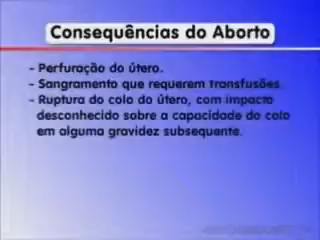 Consequências do Aborto
- Perfuração do útero.
- Sangramento que requerem transfusões.
- Ruptura do colo do útero, com impacto
desconhecido sobre a capacidade do colo
em alguma gravidez subsequente.